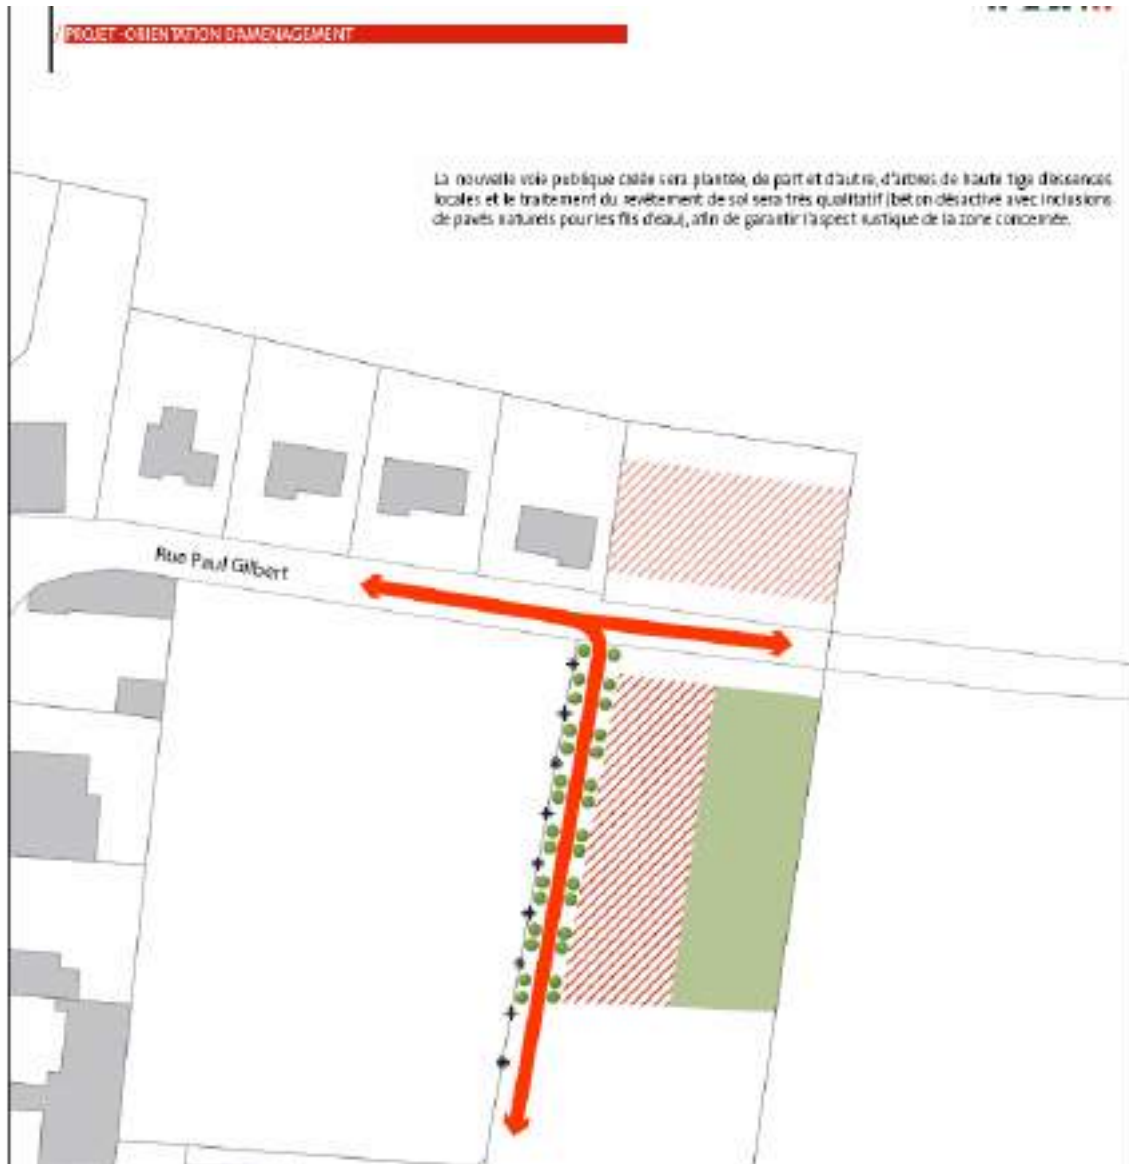 / PROJET - ORIENTATION D'AMENAGEMENT
La nouvelle voie publique créée sera plantée, de part et d'autre, d'arbres de haute tige d'essences
locales et le traitement du revêtement de sol sera très qualitatif (béton désactivé avec inclusions
de pavés naturels pour les fils d'eau), afin de garantir l'aspect rustique de la zone concernée.
Rue Paul Gilbert